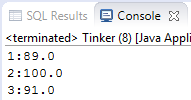 SQL Results Console
<terminated> Tinker (8) [Java Appli
1:89.0
2:100.0
3:91.0